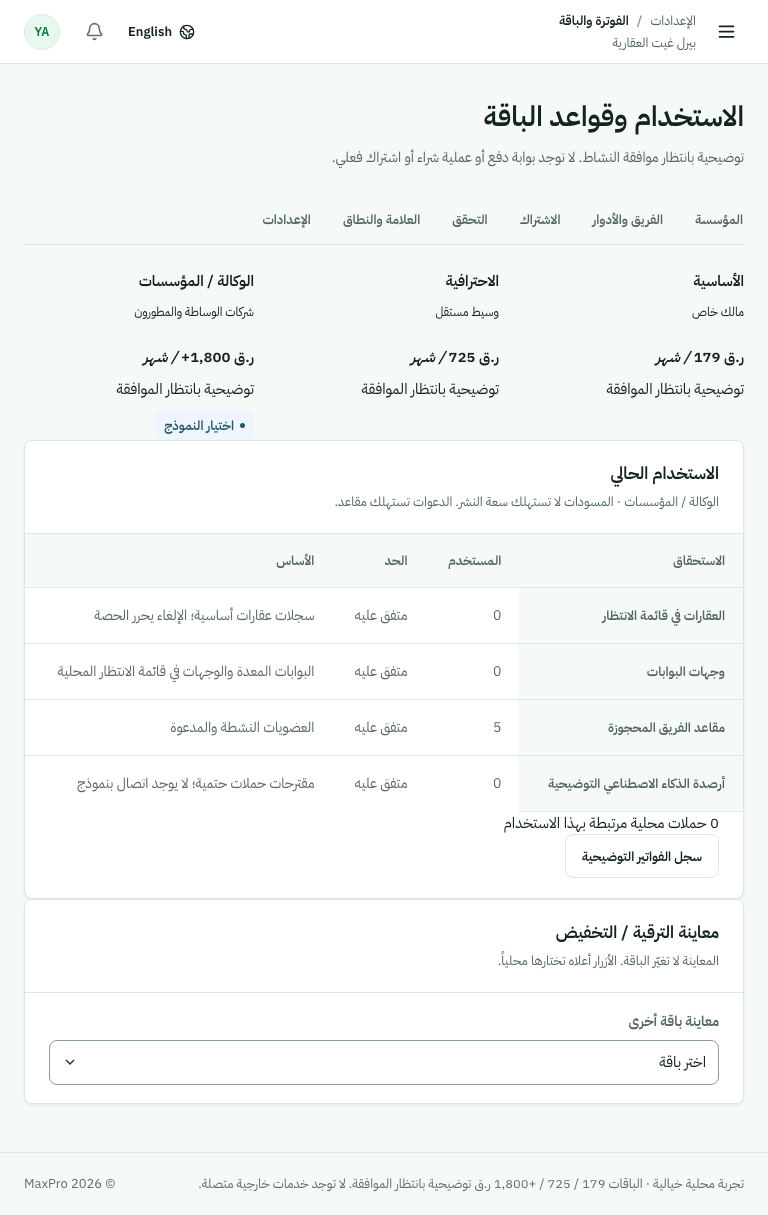 الإعدادات / الفوترة والباقة
بيرل غيت العقارية
English
YA
الاستخدام وقواعد الباقة
توضيحية بانتظار موافقة النشاط. لا توجد بوابة دفع أو عملية شراء أو اشتراك فعلي.
المؤسسة الفريق والأدوار الاشتراك التحقق العلامة والنطاق الإعدادات
الأساسية
مالك خاص
ر.ق 179 / شهر
توضيحية بانتظار الموافقة
الاحترافية
وسيط مستقل
ر.ق 725 / شهر
توضيحية بانتظار الموافقة
الوكالة / المؤسسات
شركات الوساطة والمطورون
ر.ق 1,800+ / شهر
توضيحية بانتظار الموافقة
• اختيار النموذج
الاستخدام الحالي
الوكالة / المؤسسات · المسودات لا تستهلك سعة النشر. الدعوات تستهلك مقاعد.
الاستحقاق المستخدم الحد الأساس
العقارات في قائمة الانتظار 0 متفق عليه سجلات عقارات أساسية؛ الإلغاء يحرر الحصة
وجهات البوابات 0 متفق عليه البوابات المعدة والوجهات في قائمة الانتظار المحلية
مقاعد الفريق المحجوزة 5 متفق عليه العضويات النشطة والمدعوة
أرصدة الذكاء الاصطناعي التوضيحية 0 متفق عليه مقترحات حملات حتمية؛ لا يوجد اتصال بنموذج
0 حملات محلية مرتبطة بهذا الاستخدام
سجل الفواتير التوضيحية
معاينة الترقية / التخفيض
المعاينة لا تغيّر الباقة. الأزرار أعلاه تختارها محلياً.
معاينة باقة أخرى
اختر باقة
تجربة محلية خيالية · الباقات 179 / 725 / +1,800 ر.ق توضيحية بانتظار الموافقة. لا توجد خدمات خارجية متصلة.
© 2026 MaxPro